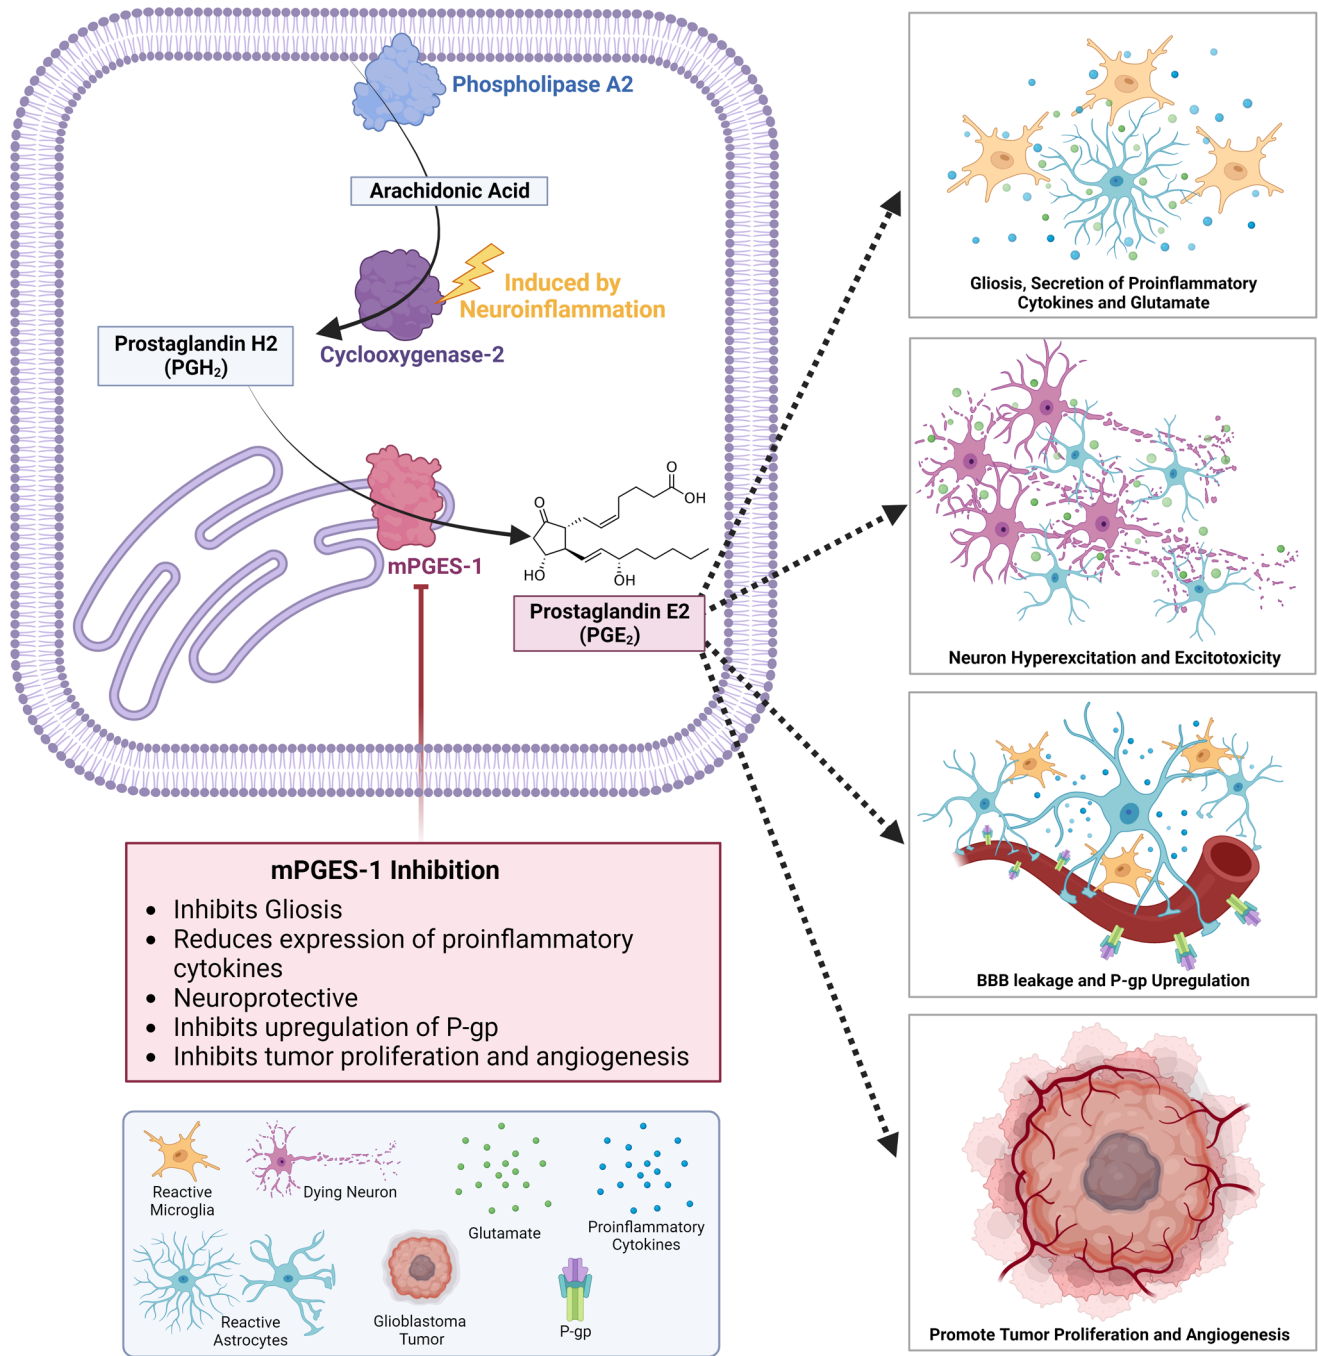 Phospholipase A2
Arachidonic Acid
Induced by
Neuroinflammation
Cyclooxygenase-2
Prostaglandin H2
(PGH₂)
mPGES-1
O
O
OH
HO
OH
Prostaglandin E2
(PGE₂)
Gliosis, Secretion of Proinflammatory
Cytokines and Glutamate
Neuron Hyperexcitation and Excitotoxicity
BBB leakage and P-gp Upregulation
Promote Tumor Proliferation and Angiogenesis
mPGES-1 Inhibition
• Inhibits Gliosis
• Reduces expression of proinflammatory
cytokines
• Neuroprotective
• Inhibits upregulation of P-gp
• Inhibits tumor proliferation and angiogenesis
Reactive
Microglia
Dying Neuron
Glutamate
Proinflammatory
Cytokines
Reactive
Astrocytes
Glioblastoma
Tumor
P-gp